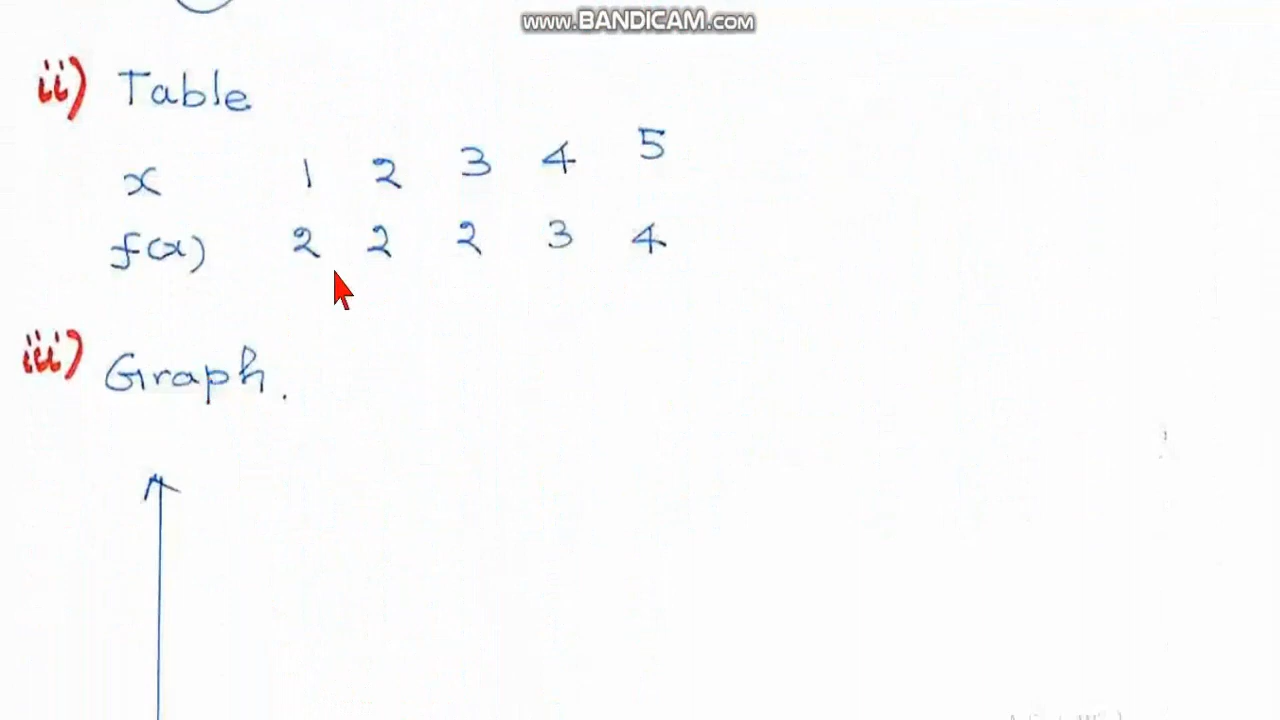 WWW.BANDICAM.COM
ii) Table
x 1 2 3 4 5
f(x) 2 2 2 3 4
iii) Graph.